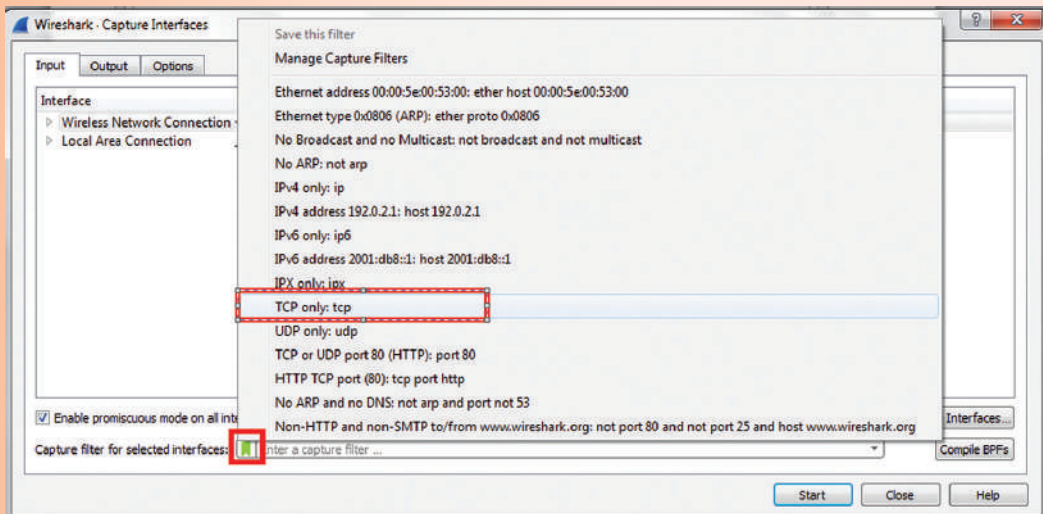 Wireshark · Capture Interfaces
Input Output Options
Interface
Wireless Network Connection
Local Area Connection
Save this filter
Manage Capture Filters
Ethernet address 00:00:5e:00:53:00: ether host 00:00:5e:00:53:00
Ethernet type 0x0806 (ARP): ether proto 0x0806
No Broadcast and no Multicast: not broadcast and not multicast
No ARP: not arp
IPv4 only: ip
IPv4 address 192.0.2.1: host 192.0.2.1
IPv6 only: ip6
IPv6 address 2001:db8::1: host 2001:db8::1
IPX only: ipx
TCP only: tcp
UDP only: udp
TCP or UDP port 80 (HTTP): port 80
HTTP TCP port (80): tcp port http
No ARP and no DNS: not arp and port not 53
Non-HTTP and non-SMTP to/from www.wireshark.org: not port 80 and not port 25 and host www.wireshark.org
Enable promiscuous mode on all Interfaces...
Capture filter for selected interfaces: Enter a capture filter ... Compile BPFs
Start Close Help